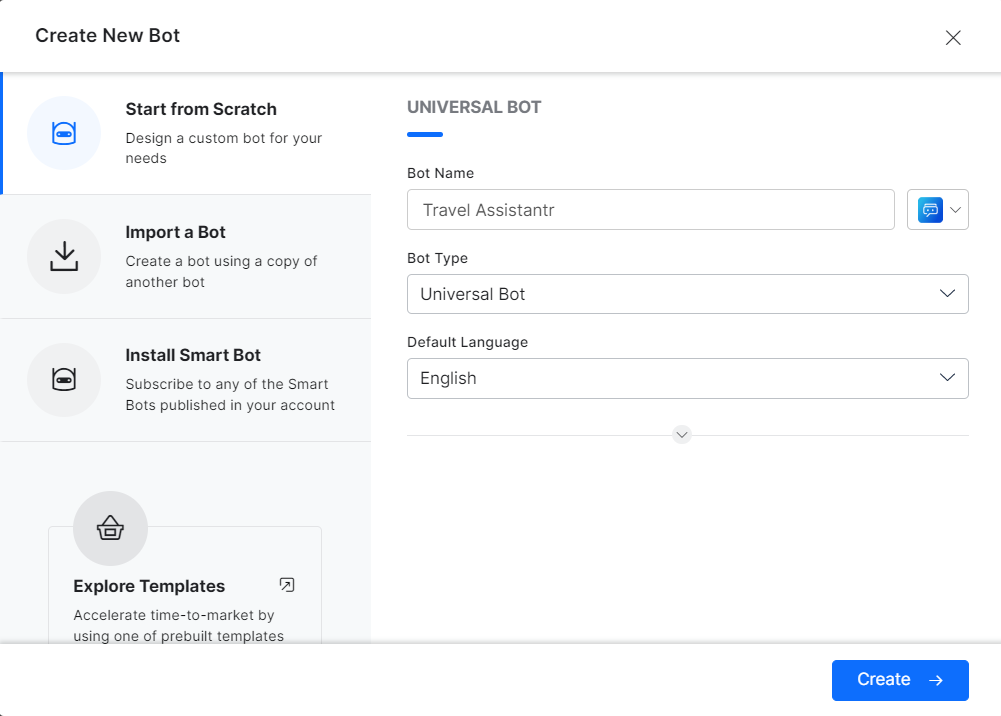 Create New Bot
Start from Scratch
Design a custom bot for your
needs
Import a Bot
Create a bot using a copy of
another bot
Install Smart Bot
Subscribe to any of the Smart
Bots published in your account
Explore Templates
Accelerate time-to-market by
using one of prebuilt templates
UNIVERSAL BOT
Bot Name
Travel Assistantr
Bot Type
Universal Bot
Default Language
English
Create